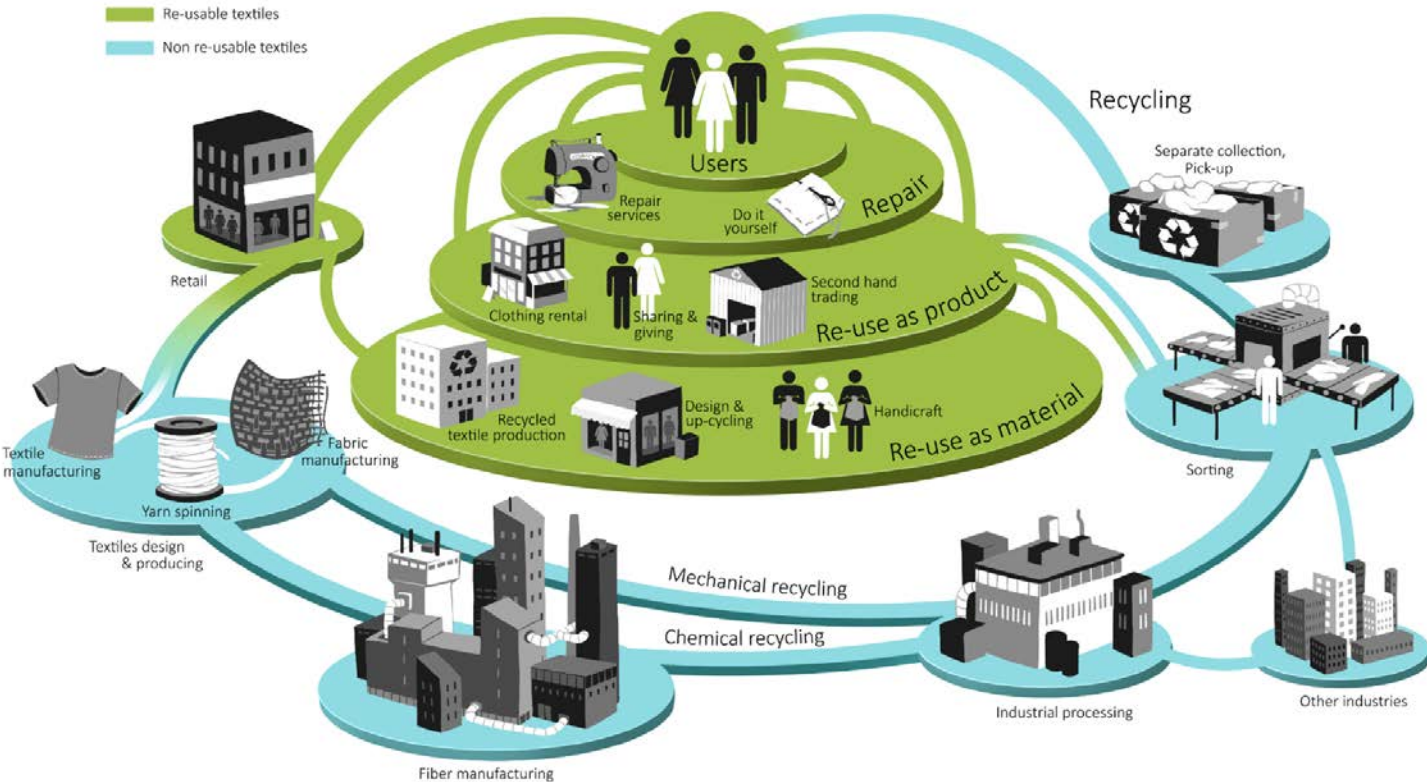 Re-usable textiles
Non re-usable textiles
Recycling
Separate collection,
Pick-up
Users
Repair
services
Do it
yourself
Repair
Retail
Clothing rental
Sharing &
giving
Second hand
trading
Re-use as product
Recycled
textile production
Design &
up-cycling
Handicraft
Re-use as material
Sorting
Textile
manufacturing
Fabric
manufacturing
Yarn spinning
Textiles design
& producing
Mechanical recycling
Chemical recycling
Fiber manufacturing
Industrial processing
Other industries